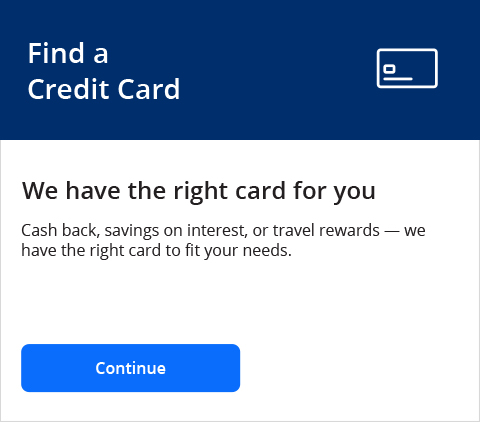 Find a
Credit Card
We have the right card for you
Cash back, savings on interest, or travel rewards — we
have the right card to fit your needs.
Continue